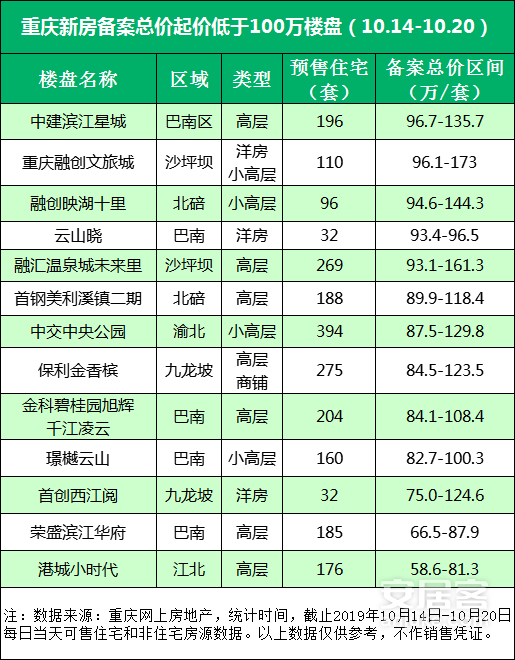 重庆新房备案总价起价低于100万楼盘（10.14-10.20）
楼盘名称 区域 类型 预售住宅（套） 备案总价区间（万/套）
中建滨江星城 巴南区 高层 196 96.7-135.7
重庆融创文旅城 沙坪坝 洋房 小高层 110 96.1-173
融创映湖十里 北碚 小高层 96 94.6-144.3
云山晓 巴南 洋房 32 93.4-96.5
融汇温泉城未来里 沙坪坝 高层 269 93.1-161.3
首钢美利溪镇二期 北碚 高层 188 89.9-118.4
中交中央公园 渝北 小高层 394 87.5-129.8
保利金香槟 九龙坡 高层 商铺 275 84.5-123.5
金科碧桂园旭辉千江凌云 巴南 高层 204 84.1-108.4
璟樾云山 巴南 小高层 160 82.7-100.3
首创西江阅 九龙坡 洋房 32 75.0-124.6
荣盛滨江华府 巴南 高层 185 66.5-87.9
港城小时代 江北 高层 176 58.6-81.3
注：数据来源：重庆网上房地产，统计时间，截止2019年10月14日-10月20日
每日当天可售住宅和非住宅房源数据。以上数据仅供参考，不作销售凭证。
安居客